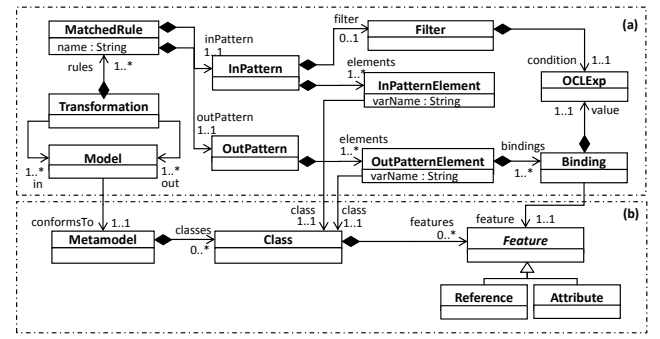 (a)
MatchedRule
name : String
rules
1..*
Transformation
Model
1..*
in
1..*
out
inPattern
1..1
InPattern
filter
0..1
Filter
elements
1..*
InPatternElement
varName : String
condition
1..1
OCLExp
1..1
value
outPattern
1..1
OutPattern
elements
1..*
OutPatternElement
varName : String
bindings
1..*
Binding
(b)
conformsTo
1..1
Metamodel
classes
0..*
class
1..1
class
1..1
Class
features
0..*
feature
1..1
Feature
Reference
Attribute